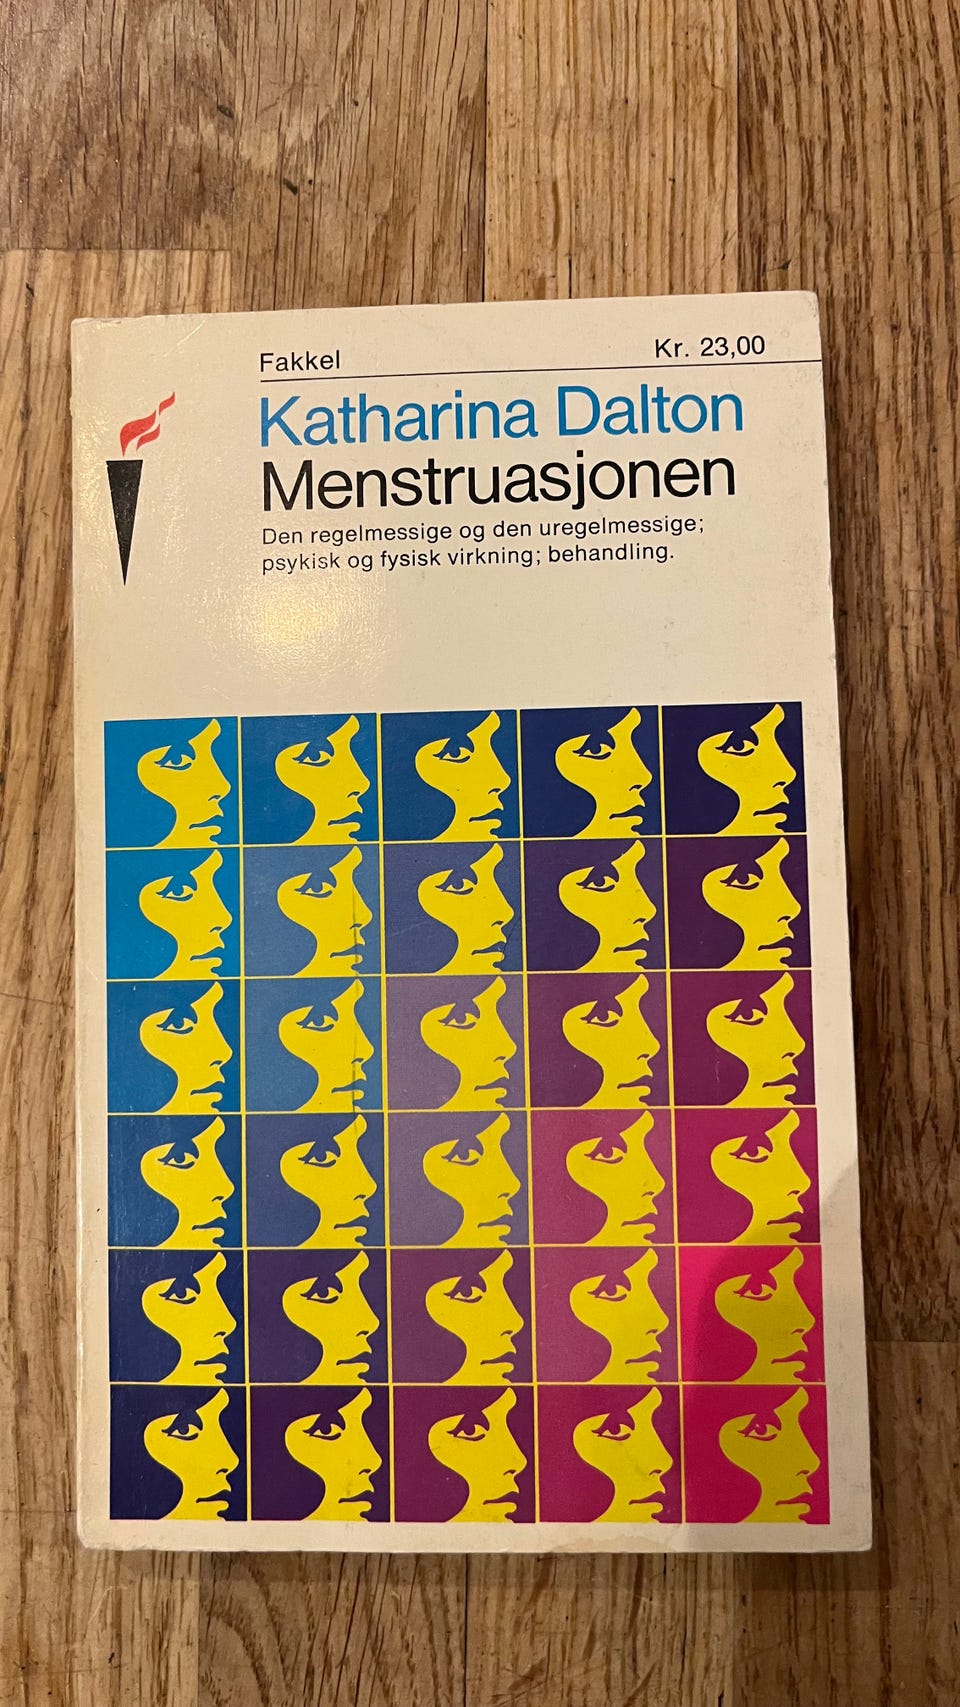 Fakkel Kr. 23,00
Katharina Dalton
Menstruasjonen
Den regelmessige og den uregelmessige;
psykisk og fysisk virkning; behandling.